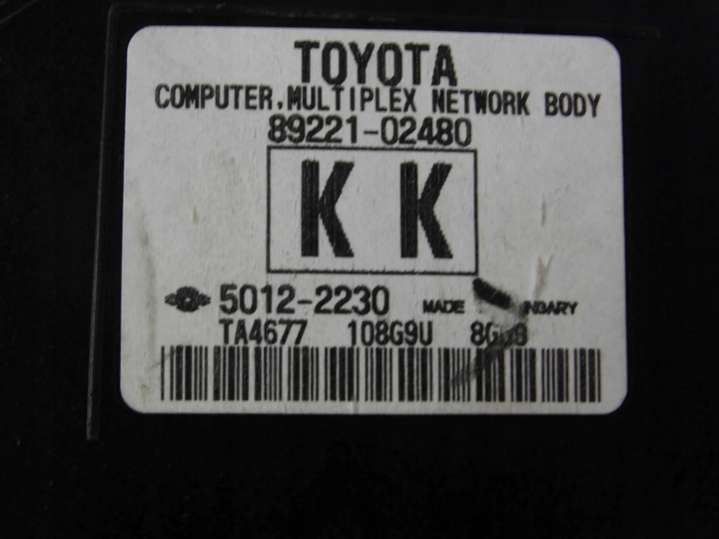 TOYOTA
COMPUTER.MULTIPLEX NETWORK BODY
89221-02480
K K
5012-2230 MADE
TA4677 108G9U